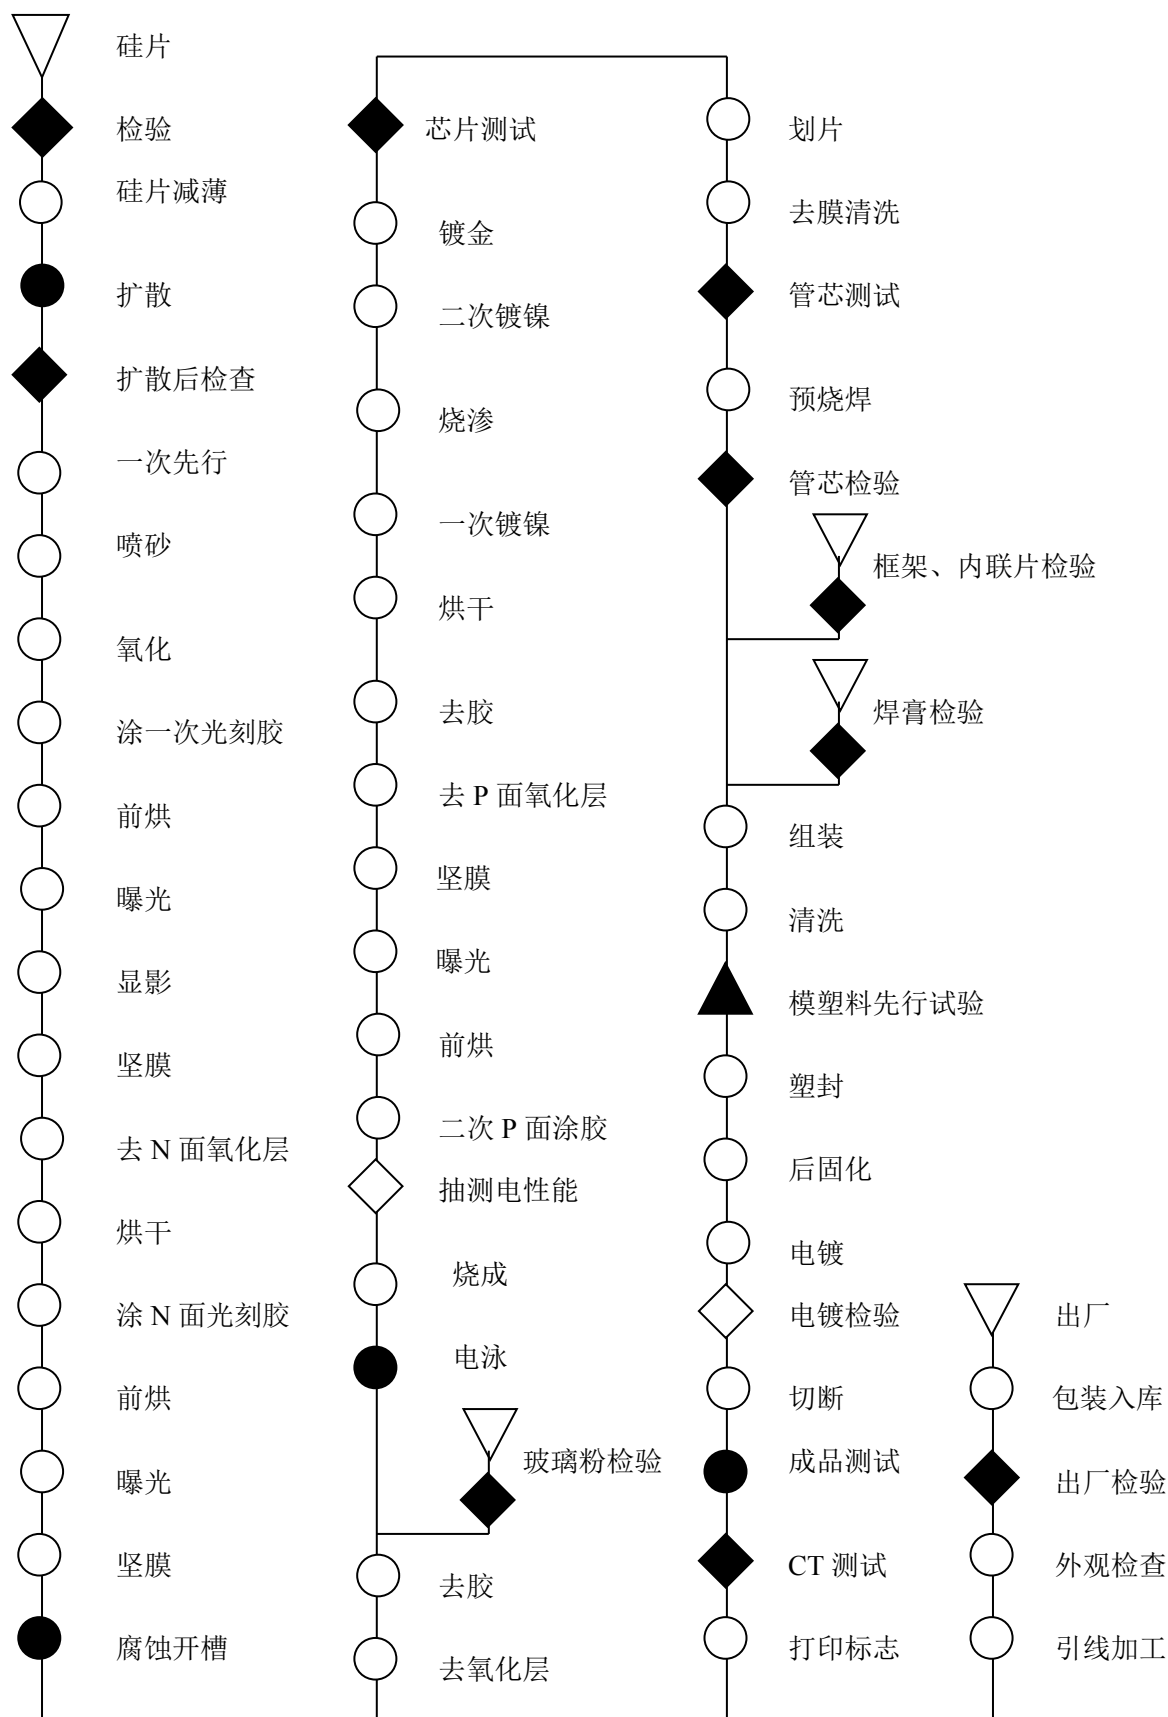 硅片
检验
硅片减薄
扩散
扩散后检查
一次先行
喷砂
氧化
涂一次光刻胶
前烘
曝光
显影
坚膜
去 N 面氧化层
烘干
涂 N 面光刻胶
前烘
曝光
坚膜
腐蚀开槽
芯片测试
镀金
二次镀镍
烧渗
一次镀镍
烘干
去胶
去 P 面氧化层
坚膜
曝光
前烘
二次 P 面涂胶
抽测电性能
烧成
电泳
玻璃粉检验
去胶
去氧化层
划片
去膜清洗
管芯测试
预烧焊
管芯检验
框架、内联片检验
焊膏检验
组装
清洗
模塑料先行试验
塑封
后固化
电镀
电镀检验
切断
成品测试
CT 测试
打印标志
出厂
包装入库
出厂检验
外观检查
引线加工